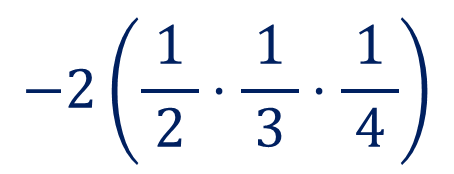 −2(1/2 · 1/3 · 1/4)